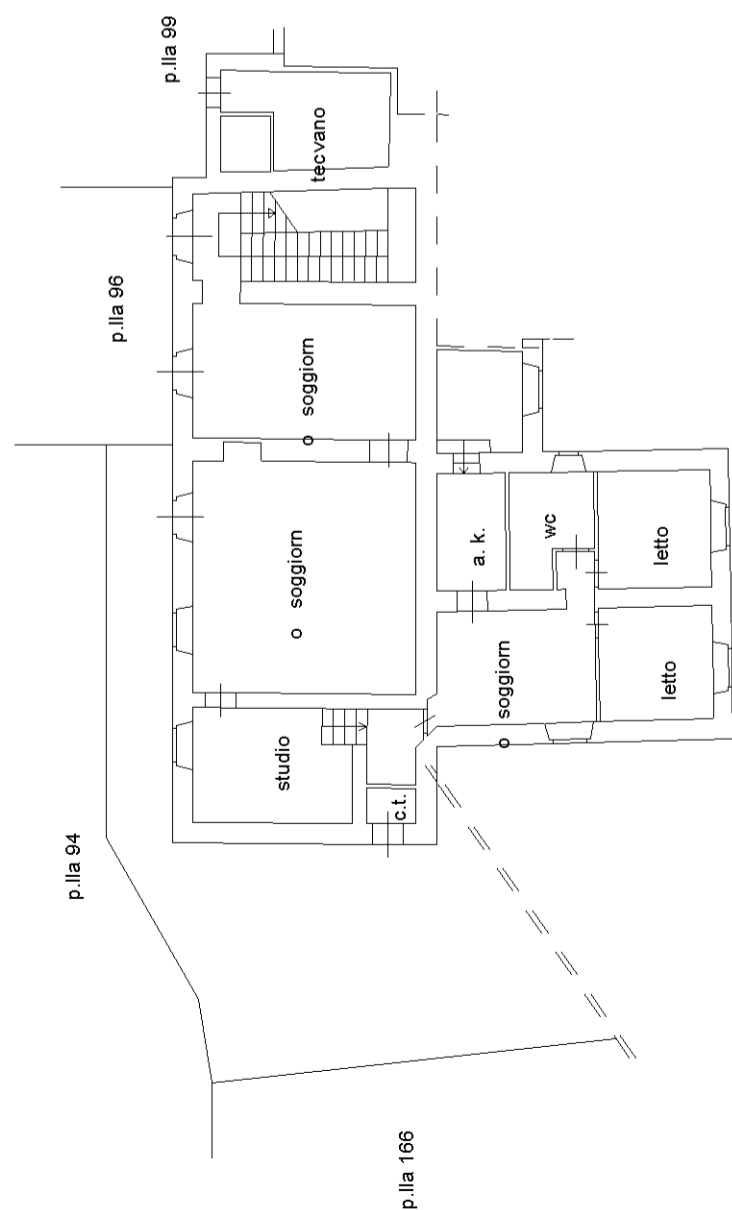 p.lla 99
tecvano
p.lla 96
soggiorn
o
soggiorn
o
a. k.
wc
letto
letto
soggiorn
o
studio
c.t.
p.lla 94
p.lla 166